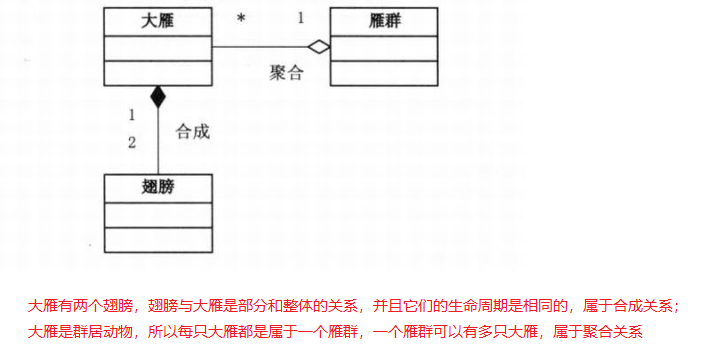 大雁 * 1 雁群
聚合
1
合成
2
翅膀
大雁有两个翅膀，翅膀与大雁是部分和整体的关系，并且它们的生命周期是相同的，属于合成关系；
大雁是群居动物，所以每只大雁都是属于一个雁群，一个雁群可以有多只大雁，属于聚合关系